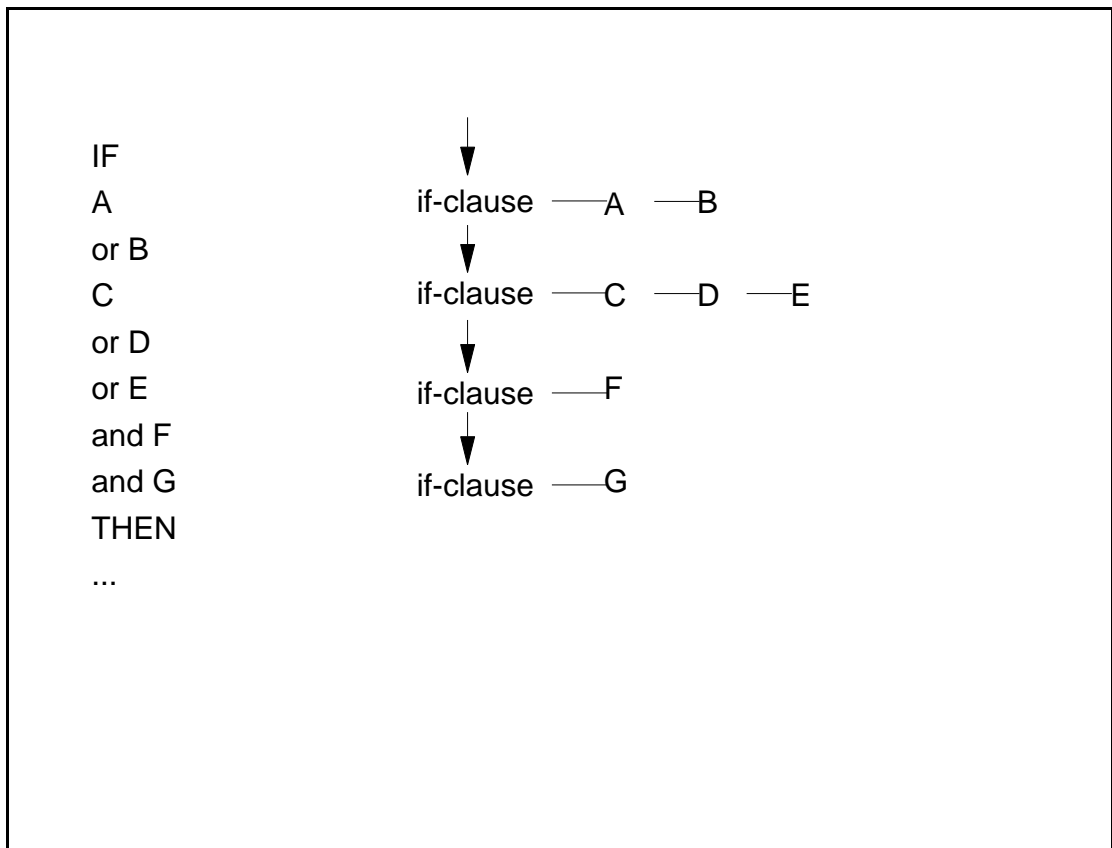 IF
A
or B
C
or D
or E
and F
and G
THEN
...
if-clause A B
if-clause C D E
if-clause F
if-clause G